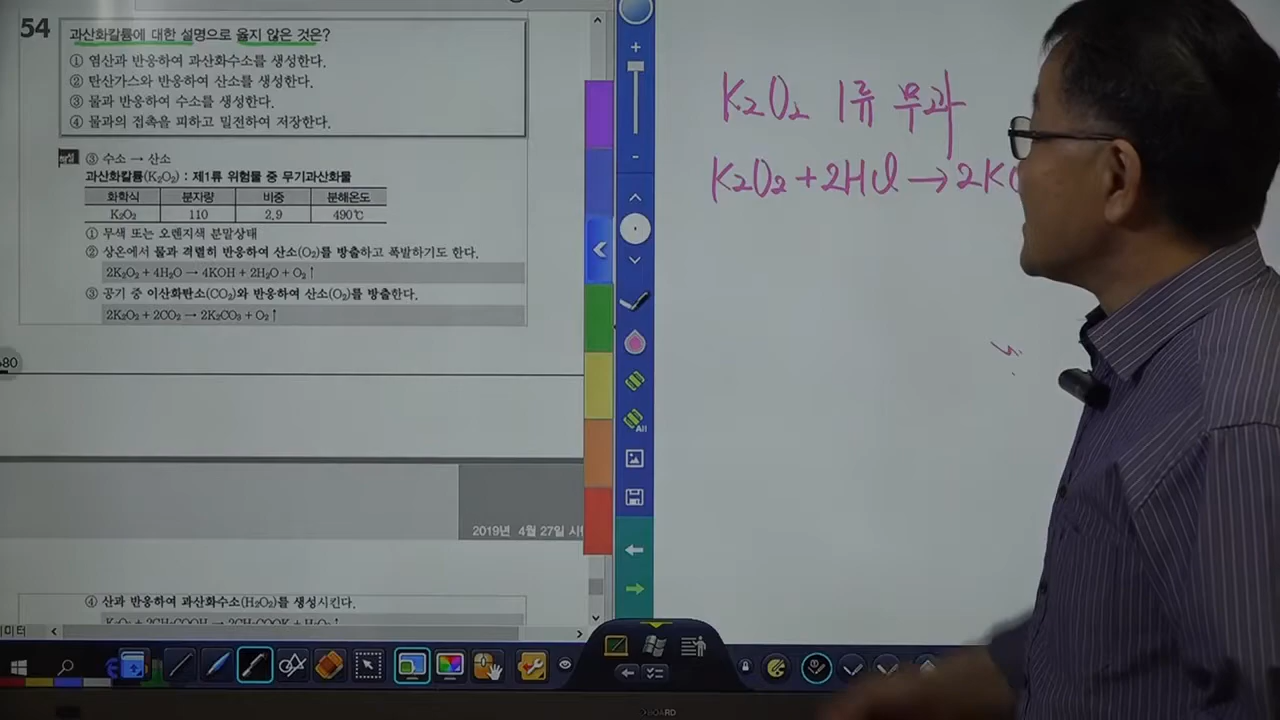 54
과산화칼륨에 대한 설명으로 옳지 않은 것은?
① 염산과 반응하여 과산화수소를 생성한다.
② 탄산가스와 반응하여 산소를 생성한다.
③ 물과 반응하여 수소를 생성한다.
④ 물과의 접촉을 피하고 밀전하여 저장한다.
③ 수소 → 산소
과산화칼륨(K₂O₂) : 제1류 위험물 중 무기과산화물
화학식 분자량 비중 분해온도
K₂O₂ 110 2.9 490℃
① 무색 또는 오렌지색 분말상태
② 상온에서 물과 격렬히 반응하여 산소(O₂)를 방출하고 폭발하기도 한다.
2K₂O₂ + 4H₂O → 4KOH + 2H₂O + O₂↑
③ 공기 중 이산화탄소(CO₂)와 반응하여 산소(O₂)를 방출한다.
2K₂O₂ + 2CO₂ → 2K₂CO₃ + O₂↑
80
2019년 4월 27일
④ 산과 반응하여 과산화수소(H₂O₂)를 생성시킨다.
미터
K₂O₂ 1류 무과
K₂O₂ + 2HCl → 2K
+
-
All